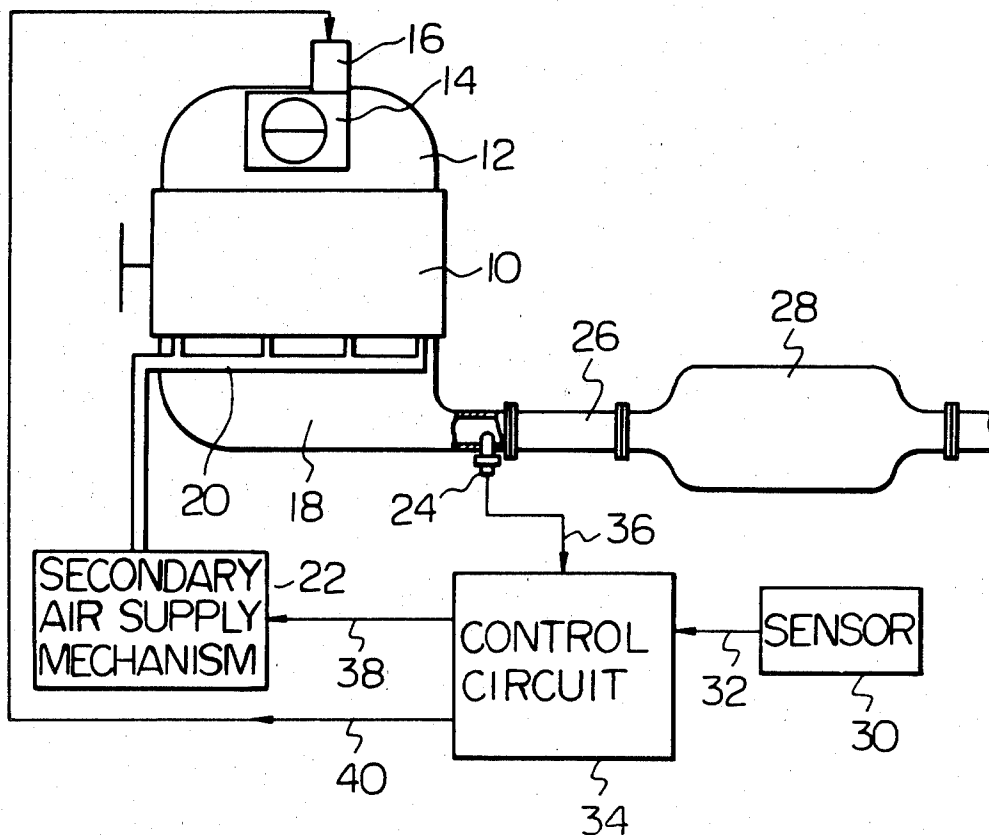 16
14
12
10
28
26
20
18
24
36
SECONDARY
AIR SUPPLY
MECHANISM
22
38
CONTROL
CIRCUIT
32
SENSOR
30
40
34